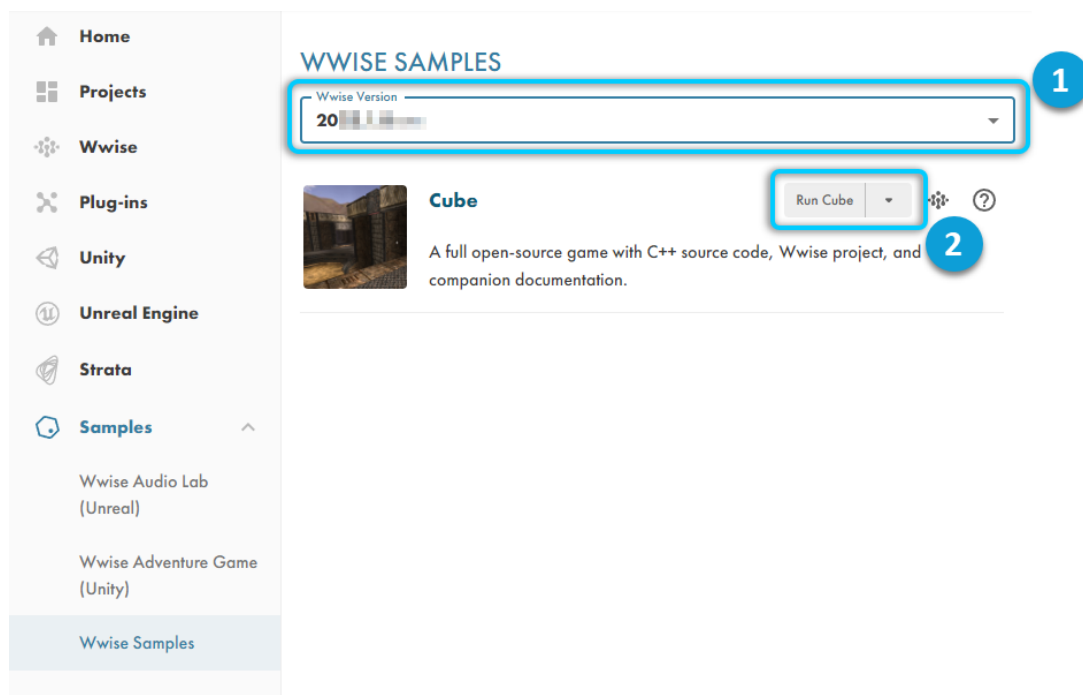 Home
Projects
Wwise
Plug-ins
Unity
Unreal Engine
Strata
Samples
Wwise Audio Lab
(Unreal)
Wwise Adventure Game
(Unity)
Wwise Samples
WWISE SAMPLES
Wwise Version
20
1
Cube
Run Cube
2
A full open-source game with C++ source code, Wwise project, and
companion documentation.